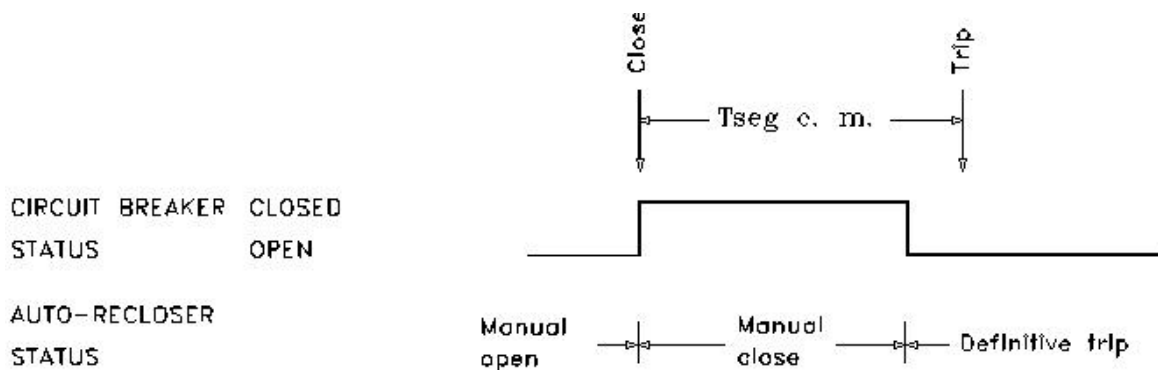 Close
Trip
Tseg c. m.
CIRCUIT BREAKER CLOSED
STATUS OPEN
AUTO-RECLOSER
STATUS
Manual
open
Manual
close
Definitive trip